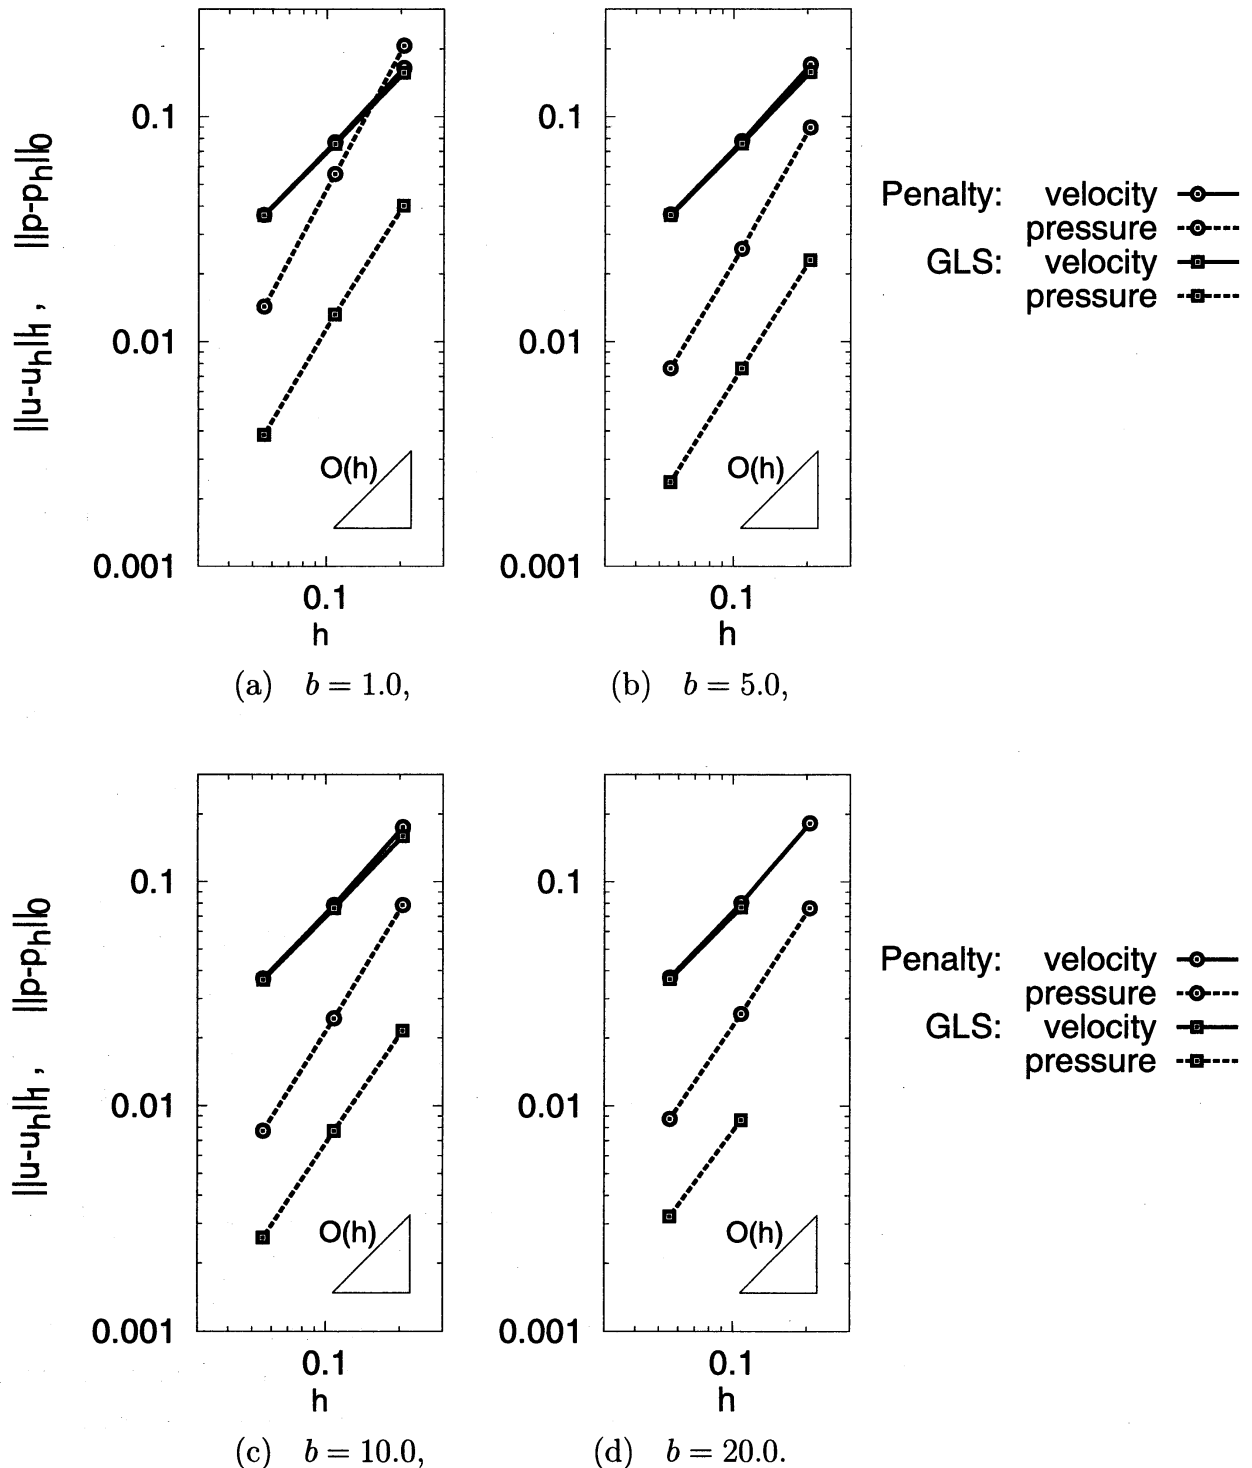 0.1
0.01
0.001
||u-u_h||_1 , ||p-p_h||_0
O(h)
0.1
h
(a) b = 1.0,
0.1
0.01
0.001
O(h)
0.1
h
(b) b = 5.0,
Penalty: velocity
pressure
GLS: velocity
pressure
0.1
0.01
0.001
||u-u_h||_1 , ||p-p_h||_0
O(h)
0.1
h
(c) b = 10.0,
0.1
0.01
0.001
O(h)
0.1
h
(d) b = 20.0.
Penalty: velocity
pressure
GLS: velocity
pressure